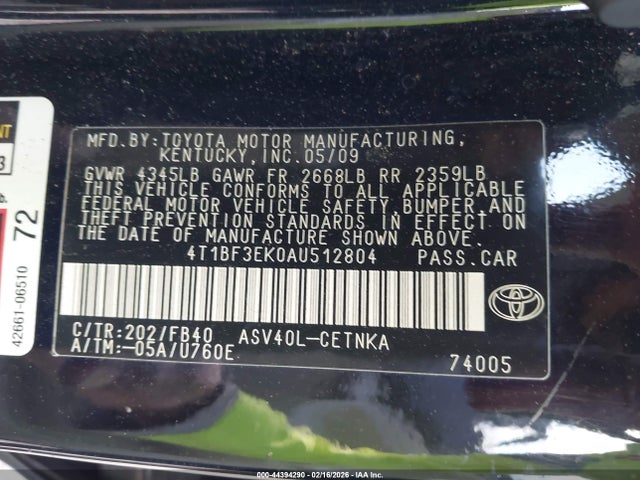 MFD.BY:TOYOTA MOTOR MANUFACTURING,
KENTUCKY,INC.05/09
GVWR 4345LB GAWR FR 2668LB RR 2359LB
THIS VEHICLE CONFORMS TO ALL APPLICABLE
FEDERAL MOTOR VEHICLE SAFETY,BUMPER,AND
THEFT PREVENTION STANDARDS IN EFFECT ON
THE DATE OF MANUFACTURE SHOWN ABOVE.
4T1BF3EK0AU512804 PASS.CAR
C/TR:202/FB40 ASV40L-CETNKA
A/TM:-05A/U760E
74005
42661-06510
72
000-44394290 - 02/16/2026 - IAA Inc.